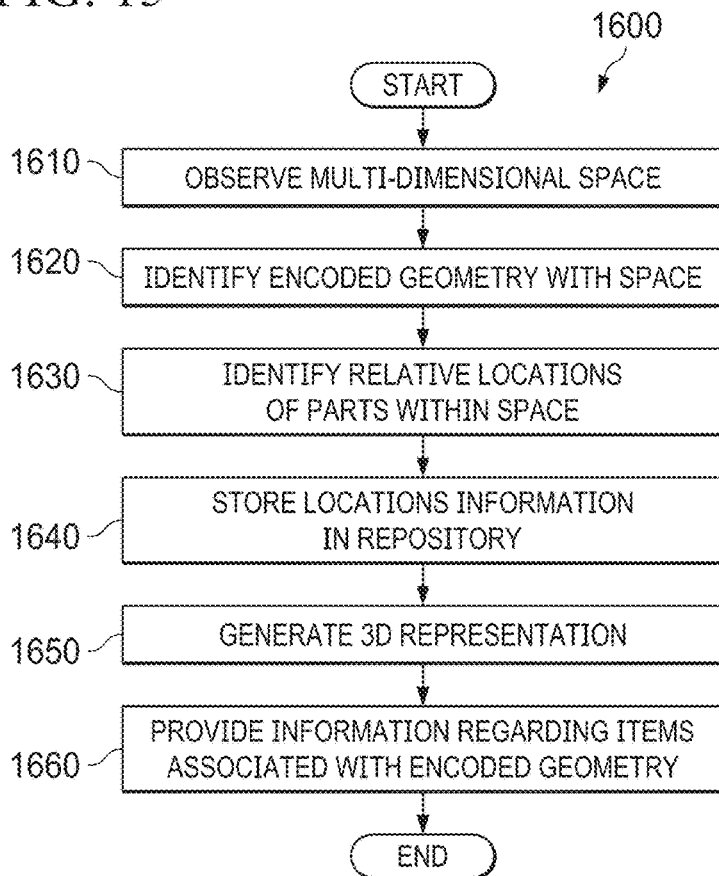 FIG. 15
1600
START
1610
OBSERVE MULTI-DIMENSIONAL SPACE
1620
IDENTIFY ENCODED GEOMETRY WITH SPACE
1630
IDENTIFY RELATIVE LOCATIONS
OF PARTS WITHIN SPACE
1640
STORE LOCATIONS INFORMATION
IN REPOSITORY
1650
GENERATE 3D REPRESENTATION
1660
PROVIDE INFORMATION REGARDING ITEMS
ASSOCIATED WITH ENCODED GEOMETRY
END